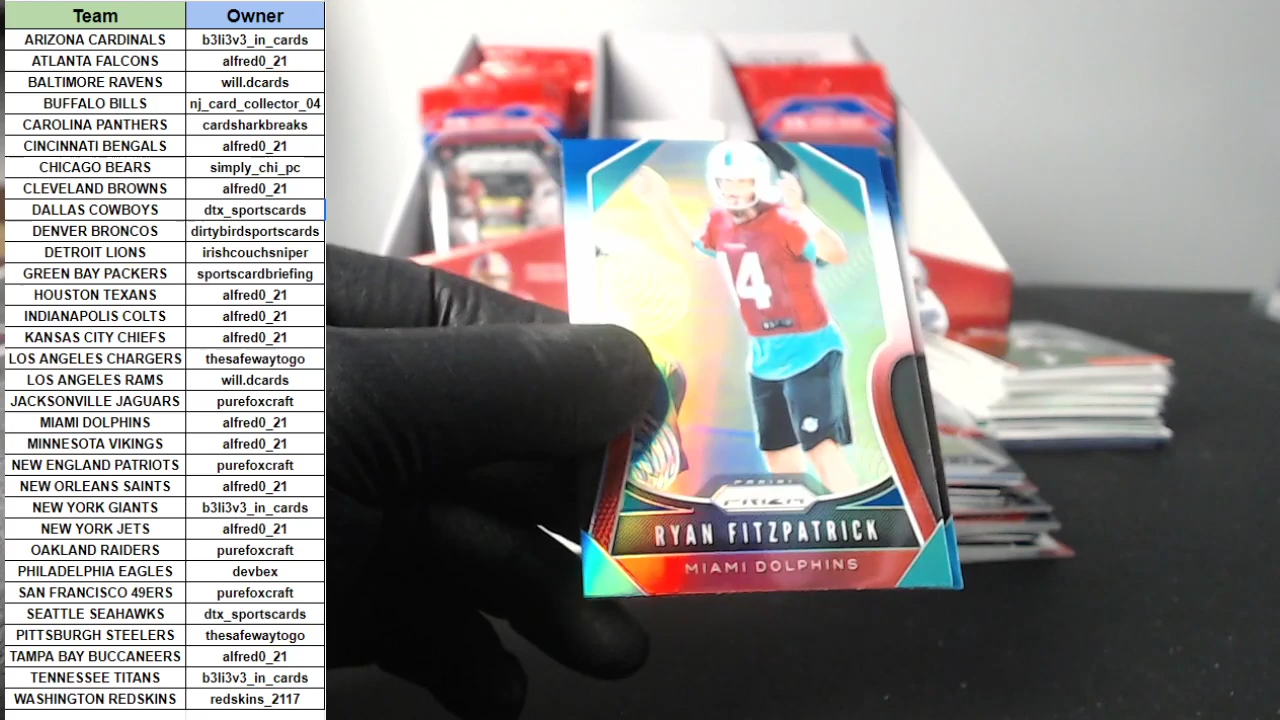 Team Owner
ARIZONA CARDINALS b3li3v3_in_cards
ATLANTA FALCONS alfred0_21
BALTIMORE RAVENS will.dcards
BUFFALO BILLS nj_card_collector_04
CAROLINA PANTHERS cardsharkbreaks
CINCINNATI BENGALS alfred0_21
CHICAGO BEARS simply_chi_pc
CLEVELAND BROWNS alfred0_21
DALLAS COWBOYS dtx_sportscards
DENVER BRONCOS dirtybirdsportscards
DETROIT LIONS irishcouchsniper
GREEN BAY PACKERS sportscardbriefing
HOUSTON TEXANS alfred0_21
INDIANAPOLIS COLTS alfred0_21
KANSAS CITY CHIEFS alfred0_21
LOS ANGELES CHARGERS thesafewaytogo
LOS ANGELES RAMS will.dcards
JACKSONVILLE JAGUARS purefoxcraft
MIAMI DOLPHINS alfred0_21
MINNESOTA VIKINGS alfred0_21
NEW ENGLAND PATRIOTS purefoxcraft
NEW ORLEANS SAINTS alfred0_21
NEW YORK GIANTS b3li3v3_in_cards
NEW YORK JETS alfred0_21
OAKLAND RAIDERS purefoxcraft
PHILADELPHIA EAGLES devbex
SAN FRANCISCO 49ERS purefoxcraft
SEATTLE SEAHAWKS dtx_sportscards
PITTSBURGH STEELERS thesafewaytogo
TAMPA BAY BUCCANEERS alfred0_21
TENNESSEE TITANS b3li3v3_in_cards
WASHINGTON REDSKINS redskins_2117
14
PANINI
PRIZM
RYAN FITZPATRICK
MIAMI DOLPHINS